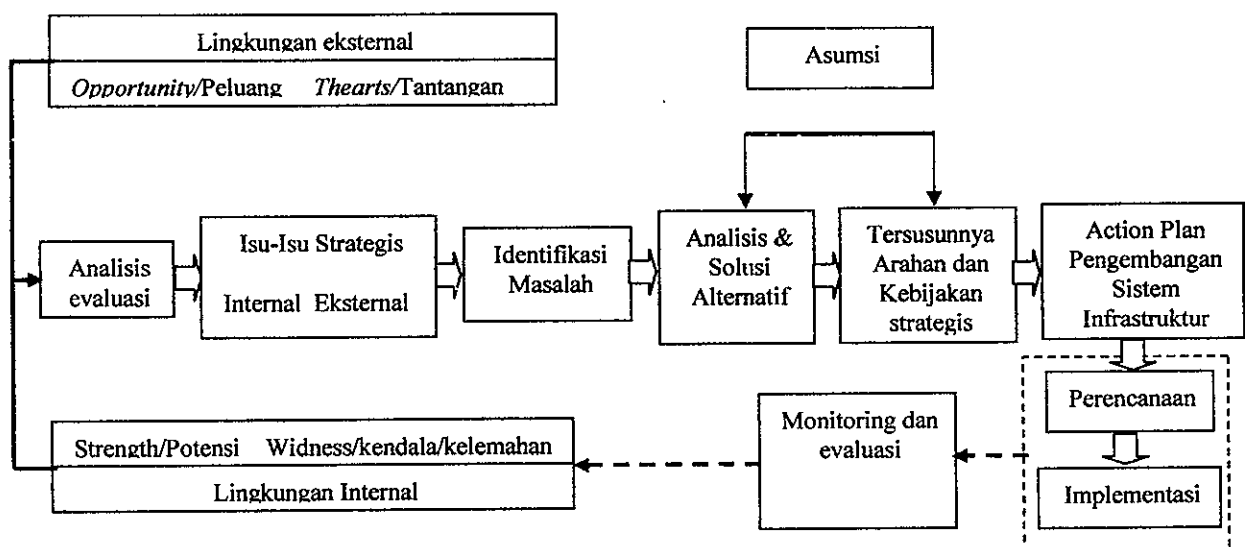 Lingkungan eksternal
Opportunity/Peluang Thearts/Tantangan
Asumsi
Analisis
evaluasi
Isu-Isu Strategis
Internal Eksternal
Identifikasi
Masalah
Analisis &
Solusi
Alternatif
Tersusunnya
Arahan dan
Kebijakan
strategis
Action Plan
Pengembangan
Sistem
Infrastruktur
Perencanaan
Implementasi
Monitoring dan
evaluasi
Strength/Potensi Widness/kendala/kelemahan
Lingkungan Internal